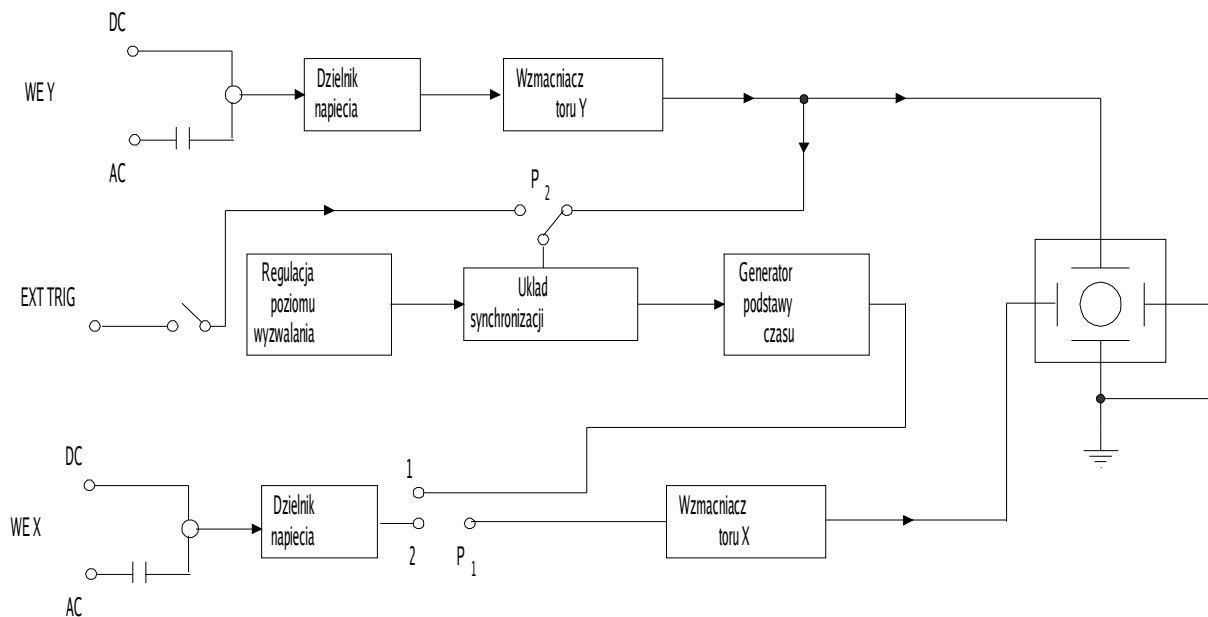 DC
WE Y
AC
Dzielnik
napiecia
Wzmacniacz
toru Y
P 2
EXT TRIG
Regulacja
poziomu
wyzwalania
Uklad
synchronizacji
Generator
podstawy
czasu
DC
WE X
AC
Dzielnik
napiecia
1
2
P 1
Wzmacniacz
toru X